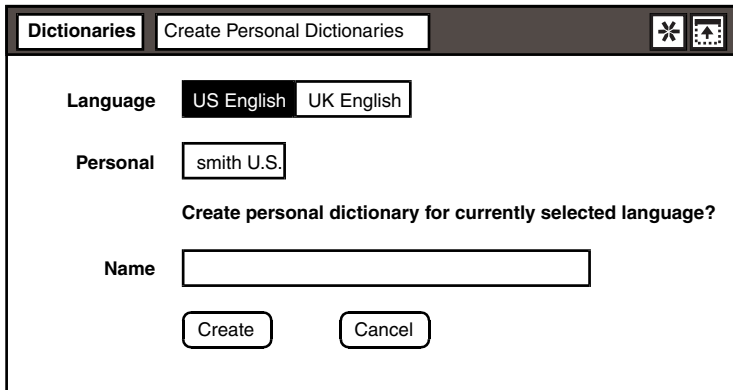 Dictionaries Create Personal Dictionaries
Language US English UK English
Personal smith U.S.
Create personal dictionary for currently selected language?
Name
Create Cancel